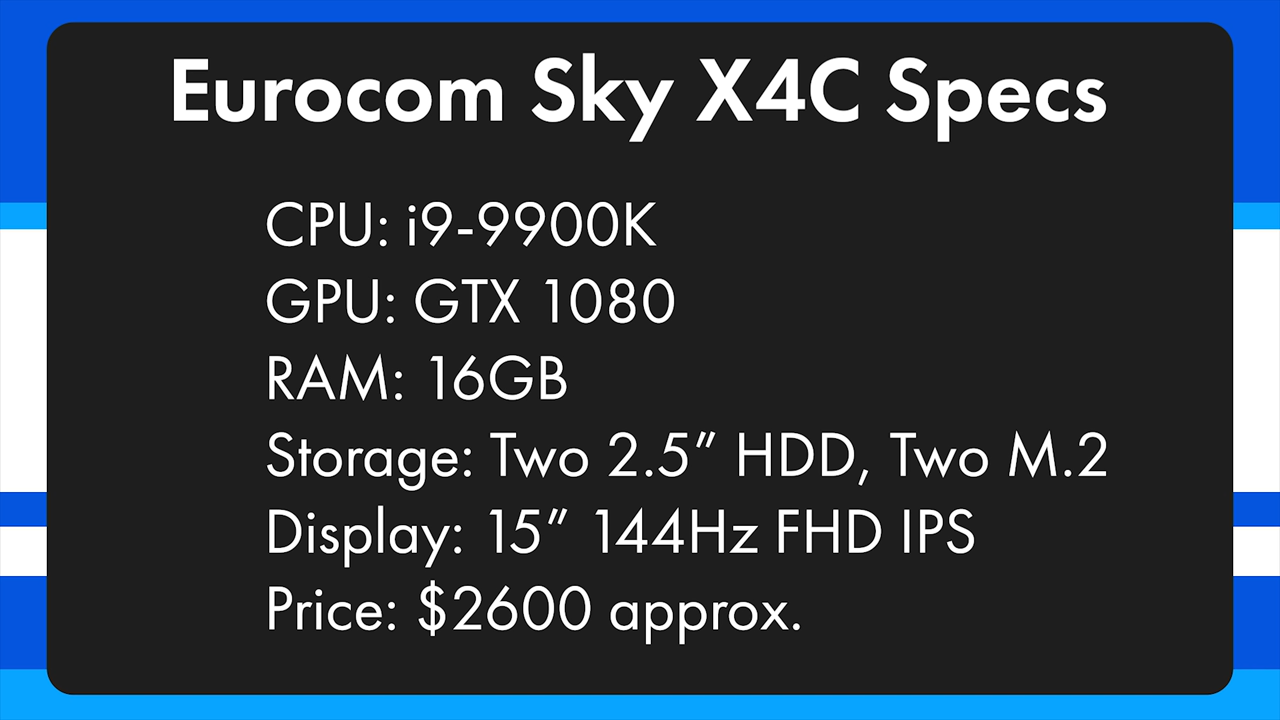 Eurocom Sky X4C Specs
CPU: i9-9900K
GPU: GTX 1080
RAM: 16GB
Storage: Two 2.5” HDD, Two M.2
Display: 15” 144Hz FHD IPS
Price: $2600 approx.